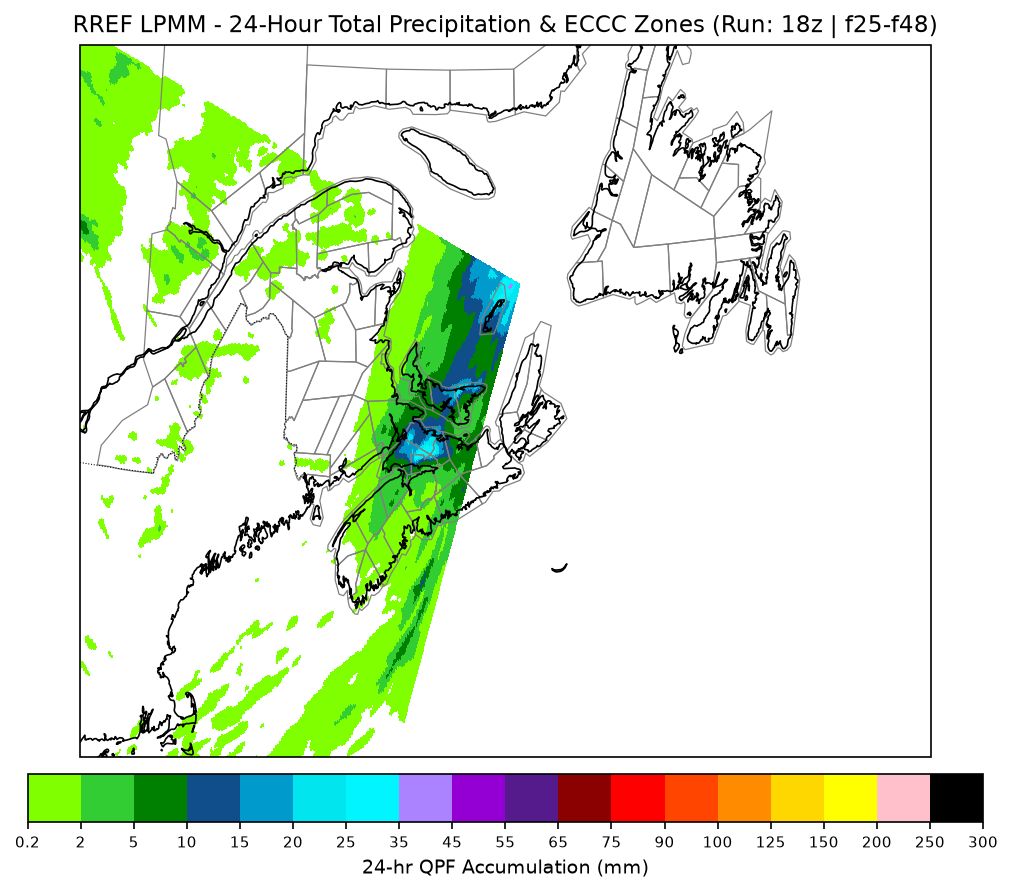 RREF LPMM - 24-Hour Total Precipitation & ECCC Zones (Run: 18z | f25-f48)
0.2 2 5 10 15 20 25 35 45 55 65 75 90 100 125 150 200 250 300
24-hr QPF Accumulation (mm)